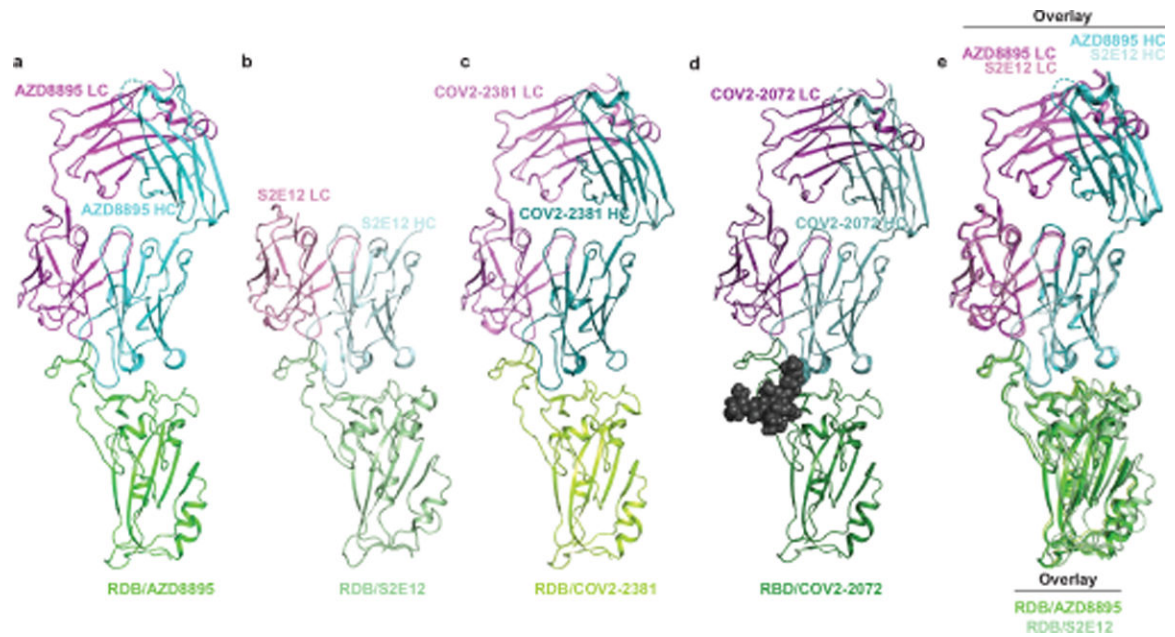 Overlay
a
AZD8895 LC
AZD8895 HC
RDB/AZD8895
b
S2E12 LC
S2E12 HC
RDB/S2E12
c
COV2-2381 LC
COV2-2381 HC
RDB/COV2-2381
d
COV2-2072 LC
COV2-2072 HC
RBD/COV2-2072
e
AZD8895 LC
S2E12 LC
AZD8895 HC
S2E12 HC
Overlay
RDB/AZD8895
RDB/S2E12